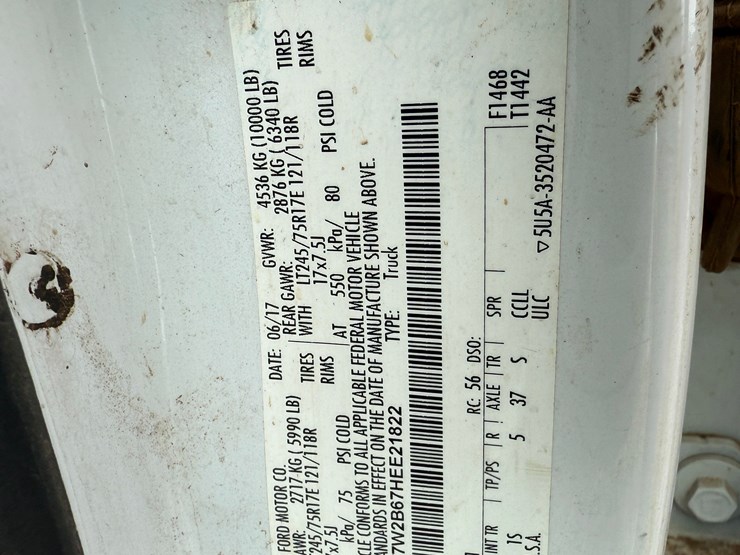 FORD MOTOR CO. DATE: 06/17 GVWR: 4536 KG (10000 LB)
AWR: 2717 KG ( 5990 LB) REAR GAWR: 2876 KG ( 6340 LB)
245/75R17E 121/118R TIRES WITH LT245/75R17E 121/118R TIRES
7x7.5J RIMS 17x7.5J RIMS
kPa/ 75 PSI COLD AT 550 kPa/ 80 PSI COLD
CLE CONFORMS TO ALL APPLICABLE FEDERAL MOTOR VEHICLE
ANDARDS IN EFFECT ON THE DATE OF MANUFACTURE SHOWN ABOVE.
7W2B67HEE21822 TYPE: Truck
RC: 56 DSO:
INT TR TP/PS R AXLE TR SPR F1468
1S 5 37 S CCLL T1442
S.A. ULC
▽5U5A-3520472-AA